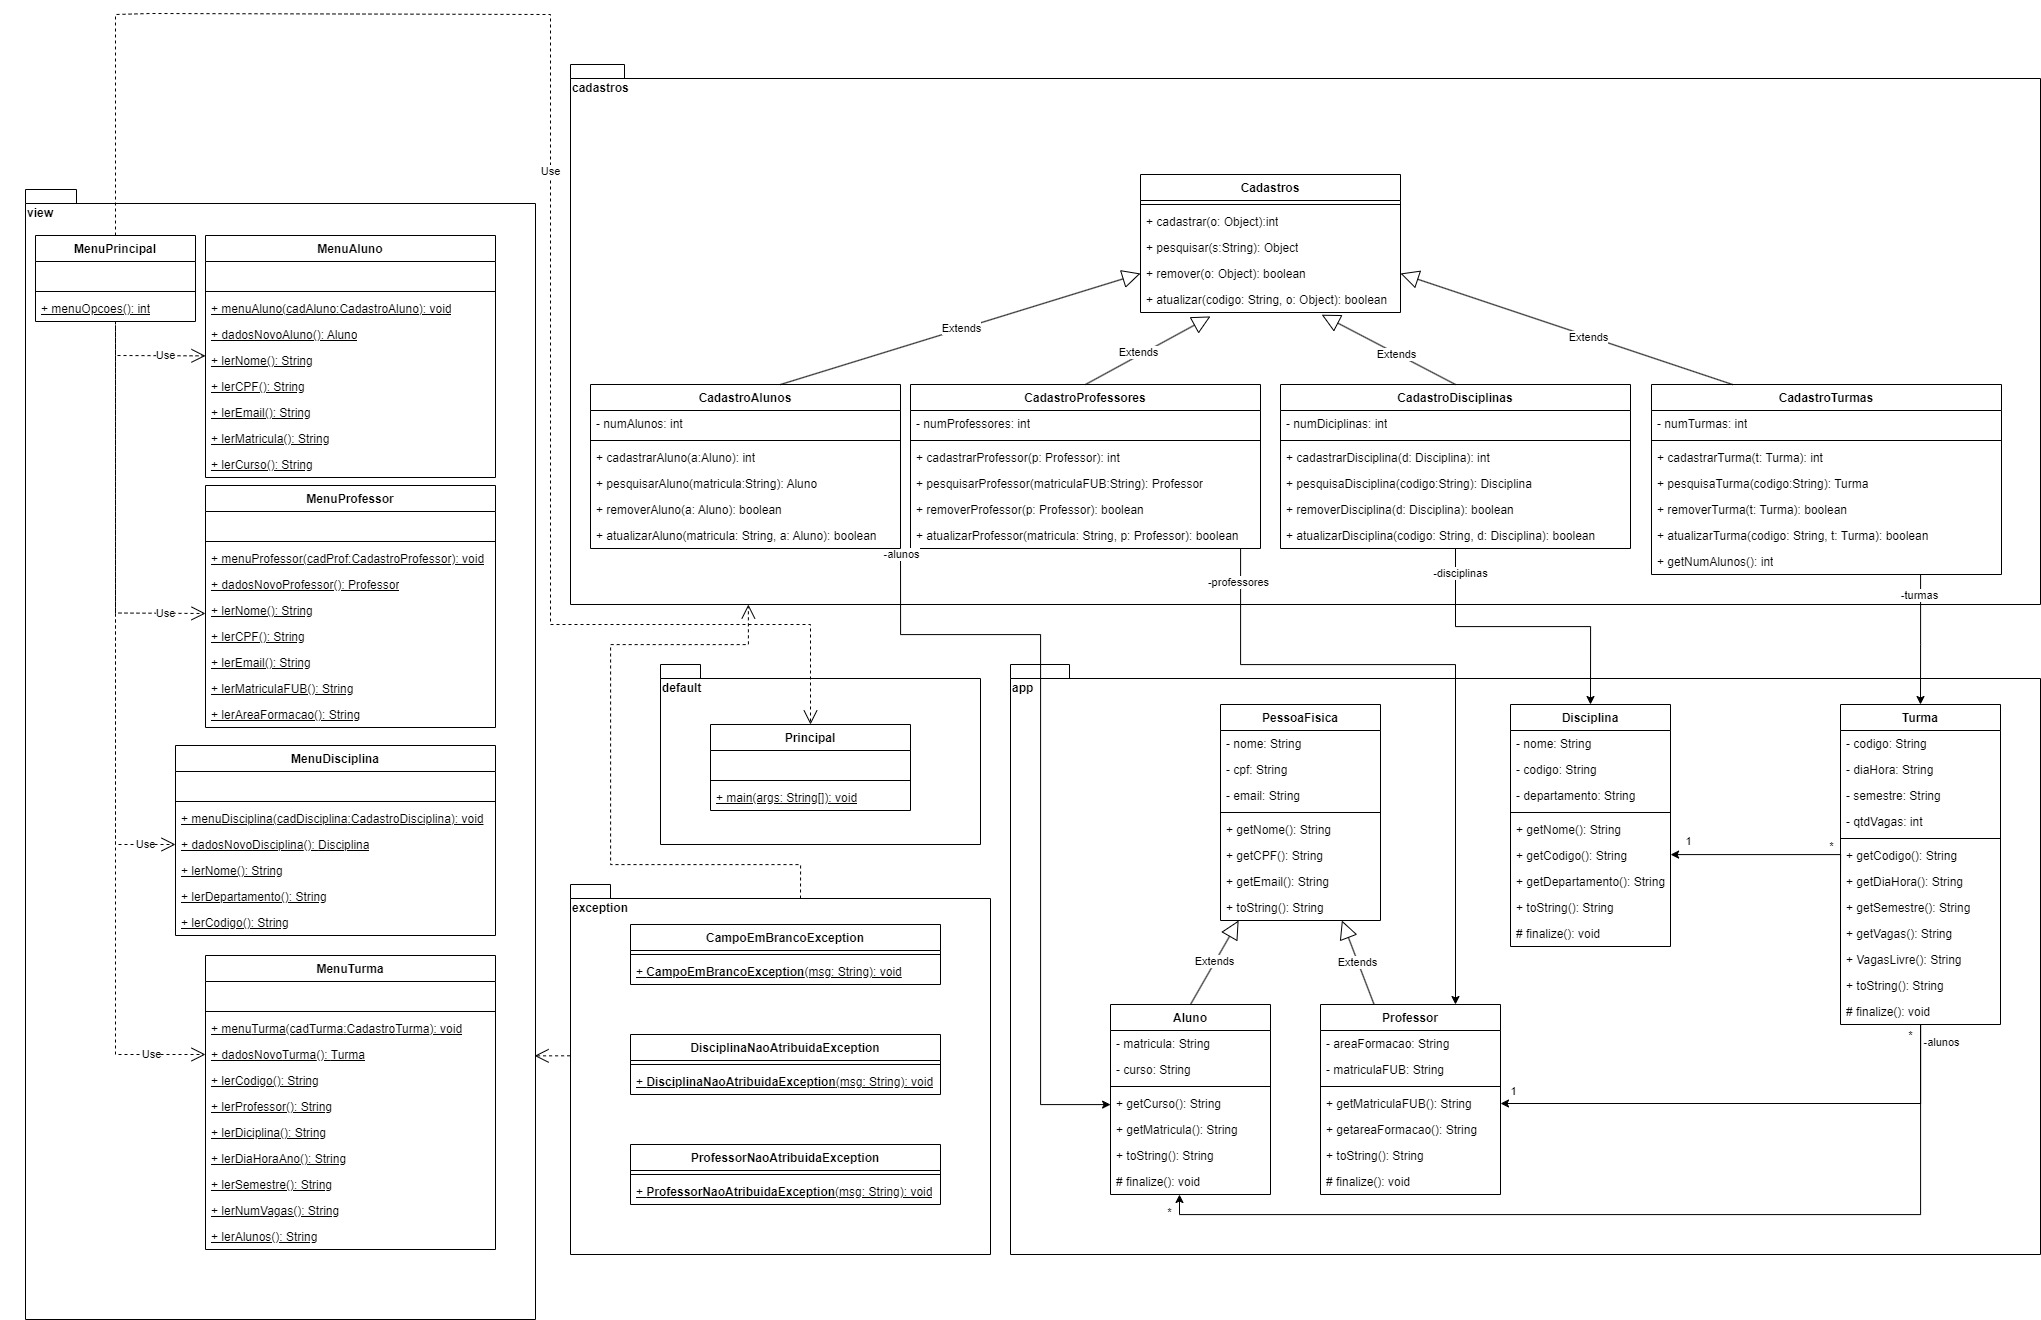 Use
view
MenuPrincipal
+ menuOpcoes(): int
MenuAluno
+ menuAluno(cadAluno:CadastroAluno): void
+ dadosNovoAluno(): Aluno
+ lerNome(): String
+ lerCPF(): String
+ lerEmail(): String
+ lerMatricula(): String
+ lerCurso(): String
Use
MenuProfessor
+ menuProfessor(cadProf:CadastroProfessor): void
+ dadosNovoProfessor(): Professor
+ lerNome(): String
+ lerCPF(): String
+ lerEmail(): String
+ lerMatriculaFUB(): String
+ lerAreaFormacao(): String
Use
MenuDisciplina
+ menuDisciplina(cadDisciplina:CadastroDisciplina): void
+ dadosNovoDisciplina(): Disciplina
+ lerNome(): String
+ lerDepartamento(): String
+ lerCodigo(): String
Use
MenuTurma
+ menuTurma(cadTurma:CadastroTurma): void
+ dadosNovoTurma(): Turma
+ lerCodigo(): String
+ lerProfessor(): String
+ lerDiciplina(): String
+ lerDiaHoraAno(): String
+ lerSemestre(): String
+ lerNumVagas(): String
+ lerAlunos(): String
Use
cadastros
Cadastros
+ cadastrar(o: Object):int
+ pesquisar(s:String): Object
+ remover(o: Object): boolean
+ atualizar(codigo: String, o: Object): boolean
Extends
Extends
Extends
Extends
CadastroAlunos
- numAlunos: int
+ cadastrarAluno(a:Aluno): int
+ pesquisarAluno(matricula:String): Aluno
+ removerAluno(a: Aluno): boolean
+ atualizarAluno(matricula: String, a: Aluno): boolean
-alunos
CadastroProfessores
- numProfessores: int
+ cadastrarProfessor(p: Professor): int
+ pesquisarProfessor(matriculaFUB:String): Professor
+ removerProfessor(p: Professor): boolean
+ atualizarProfessor(matricula: String, p: Professor): boolean
-professores
CadastroDisciplinas
- numDiciplinas: int
+ cadastrarDisciplina(d: Disciplina): int
+ pesquisaDisciplina(codigo:String): Disciplina
+ removerDisciplina(d: Disciplina): boolean
+ atualizarDisciplina(codigo: String, d: Disciplina): boolean
-disciplinas
CadastroTurmas
- numTurmas: int
+ cadastrarTurma(t: Turma): int
+ pesquisaTurma(codigo:String): Turma
+ removerTurma(t: Turma): boolean
+ atualizarTurma(codigo: String, t: Turma): boolean
+ getNumAlunos(): int
-turmas
default
Principal
+ main(args: String[]): void
exception
CampoEmBrancoException
+ CampoEmBrancoException(msg: String): void
DisciplinaNaoAtribuidaException
+ DisciplinaNaoAtribuidaException(msg: String): void
ProfessorNaoAtribuidaException
+ ProfessorNaoAtribuidaException(msg: String): void
app
PessoaFisica
- nome: String
- cpf: String
- email: String
+ getNome(): String
+ getCPF(): String
+ getEmail(): String
+ toString(): String
Extends
Extends
Aluno
- matricula: String
- curso: String
+ getCurso(): String
+ getMatricula(): String
+ toString(): String
# finalize(): void
*
Professor
- areaFormacao: String
- matriculaFUB: String
+ getMatriculaFUB(): String
+ getareaFormacao(): String
+ toString(): String
# finalize(): void
1
Disciplina
- nome: String
- codigo: String
- departamento: String
+ getNome(): String
+ getCodigo(): String
+ getDepartamento(): String
+ toString(): String
# finalize(): void
1
*
Turma
- codigo: String
- diaHora: String
- semestre: String
- qtdVagas: int
+ getCodigo(): String
+ getDiaHora(): String
+ getSemestre(): String
+ getVagas(): String
+ VagasLivre(): String
+ toString(): String
# finalize(): void
*
-alunos